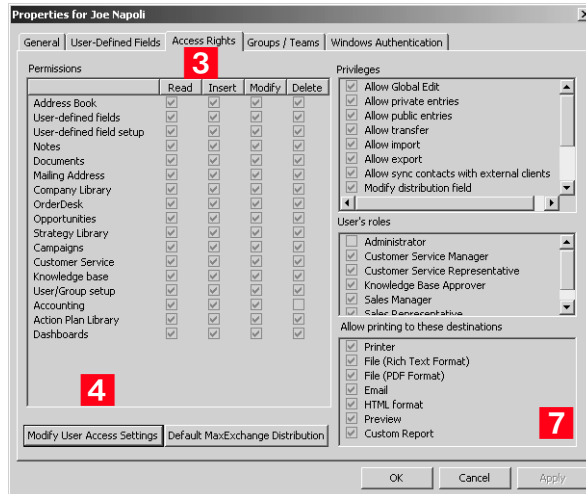 Properties for Joe Napoli
General User-Defined Fields Access Rights Groups / Teams Windows Authentication
3
Permissions
Read Insert Modify Delete
Address Book
User-defined fields
User-defined field setup
Notes
Documents
Mailing Address
Company Library
OrderDesk
Opportunities
Strategy Library
Campaigns
Customer Service
Knowledge base
User/Group setup
Accounting
Action Plan Library
Dashboards
4
Modify User Access Settings Default MaxExchange Distribution
Privileges
Allow Global Edit
Allow private entries
Allow public entries
Allow transfer
Allow import
Allow export
Allow sync contacts with external clients
Modify distribution field
User's roles
Administrator
Customer Service Manager
Customer Service Representative
Knowledge Base Approver
Sales Manager
Sales Representative
Allow printing to these destinations
Printer
File (Rich Text Format)
File (PDF Format)
Email
HTML format
Preview
Custom Report
7
OK Cancel Apply